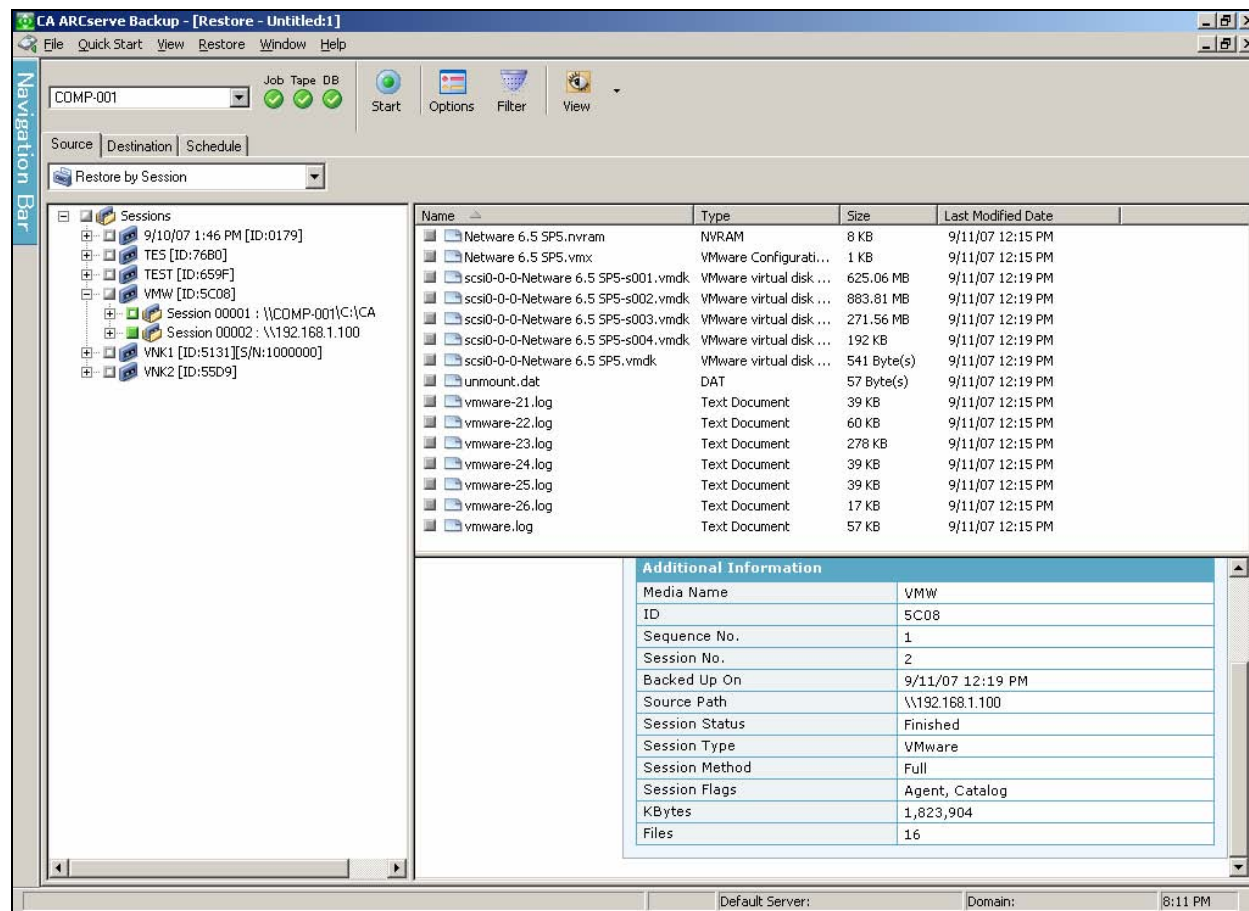 CA ARCserve Backup - [Restore - Untitled:1]
File Quick Start View Restore Window Help
Navigation Bar
COMP-001
Job Tape DB
Start
Options
Filter
View
Source Destination Schedule
Restore by Session
Sessions
9/10/07 1:46 PM [ID:0179]
TES [ID:76B0]
TEST [ID:659F]
VMW [ID:5C08]
Session 00001 : \\COMP-001\C:\CA
Session 00002 : \\192.168.1.100
VNK1 [ID:5131][S/N:1000000]
VNK2 [ID:55D9]
Name Type Size Last Modified Date
Netware 6.5 SP5.nvram NVRAM 8 KB 9/11/07 12:15 PM
Netware 6.5 SP5.vmx VMware Configurati... 1 KB 9/11/07 12:15 PM
scsi0-0-0-Netware 6.5 SP5-s001.vmdk VMware virtual disk ... 625.06 MB 9/11/07 12:19 PM
scsi0-0-0-Netware 6.5 SP5-s002.vmdk VMware virtual disk ... 883.81 MB 9/11/07 12:19 PM
scsi0-0-0-Netware 6.5 SP5-s003.vmdk VMware virtual disk ... 271.56 MB 9/11/07 12:19 PM
scsi0-0-0-Netware 6.5 SP5-s004.vmdk VMware virtual disk ... 192 KB 9/11/07 12:19 PM
scsi0-0-0-Netware 6.5 SP5.vmdk VMware virtual disk ... 541 Byte(s) 9/11/07 12:19 PM
unmount.dat DAT 57 Byte(s) 9/11/07 12:19 PM
vmware-21.log Text Document 39 KB 9/11/07 12:15 PM
vmware-22.log Text Document 60 KB 9/11/07 12:15 PM
vmware-23.log Text Document 278 KB 9/11/07 12:15 PM
vmware-24.log Text Document 39 KB 9/11/07 12:15 PM
vmware-25.log Text Document 39 KB 9/11/07 12:15 PM
vmware-26.log Text Document 17 KB 9/11/07 12:15 PM
vmware.log Text Document 57 KB 9/11/07 12:15 PM
Additional Information
Media Name VMW
ID 5C08
Sequence No. 1
Session No. 2
Backed Up On 9/11/07 12:19 PM
Source Path \\192.168.1.100
Session Status Finished
Session Type VMware
Session Method Full
Session Flags Agent, Catalog
KBytes 1,823,904
Files 16
Default Server: Domain: 8:11 PM